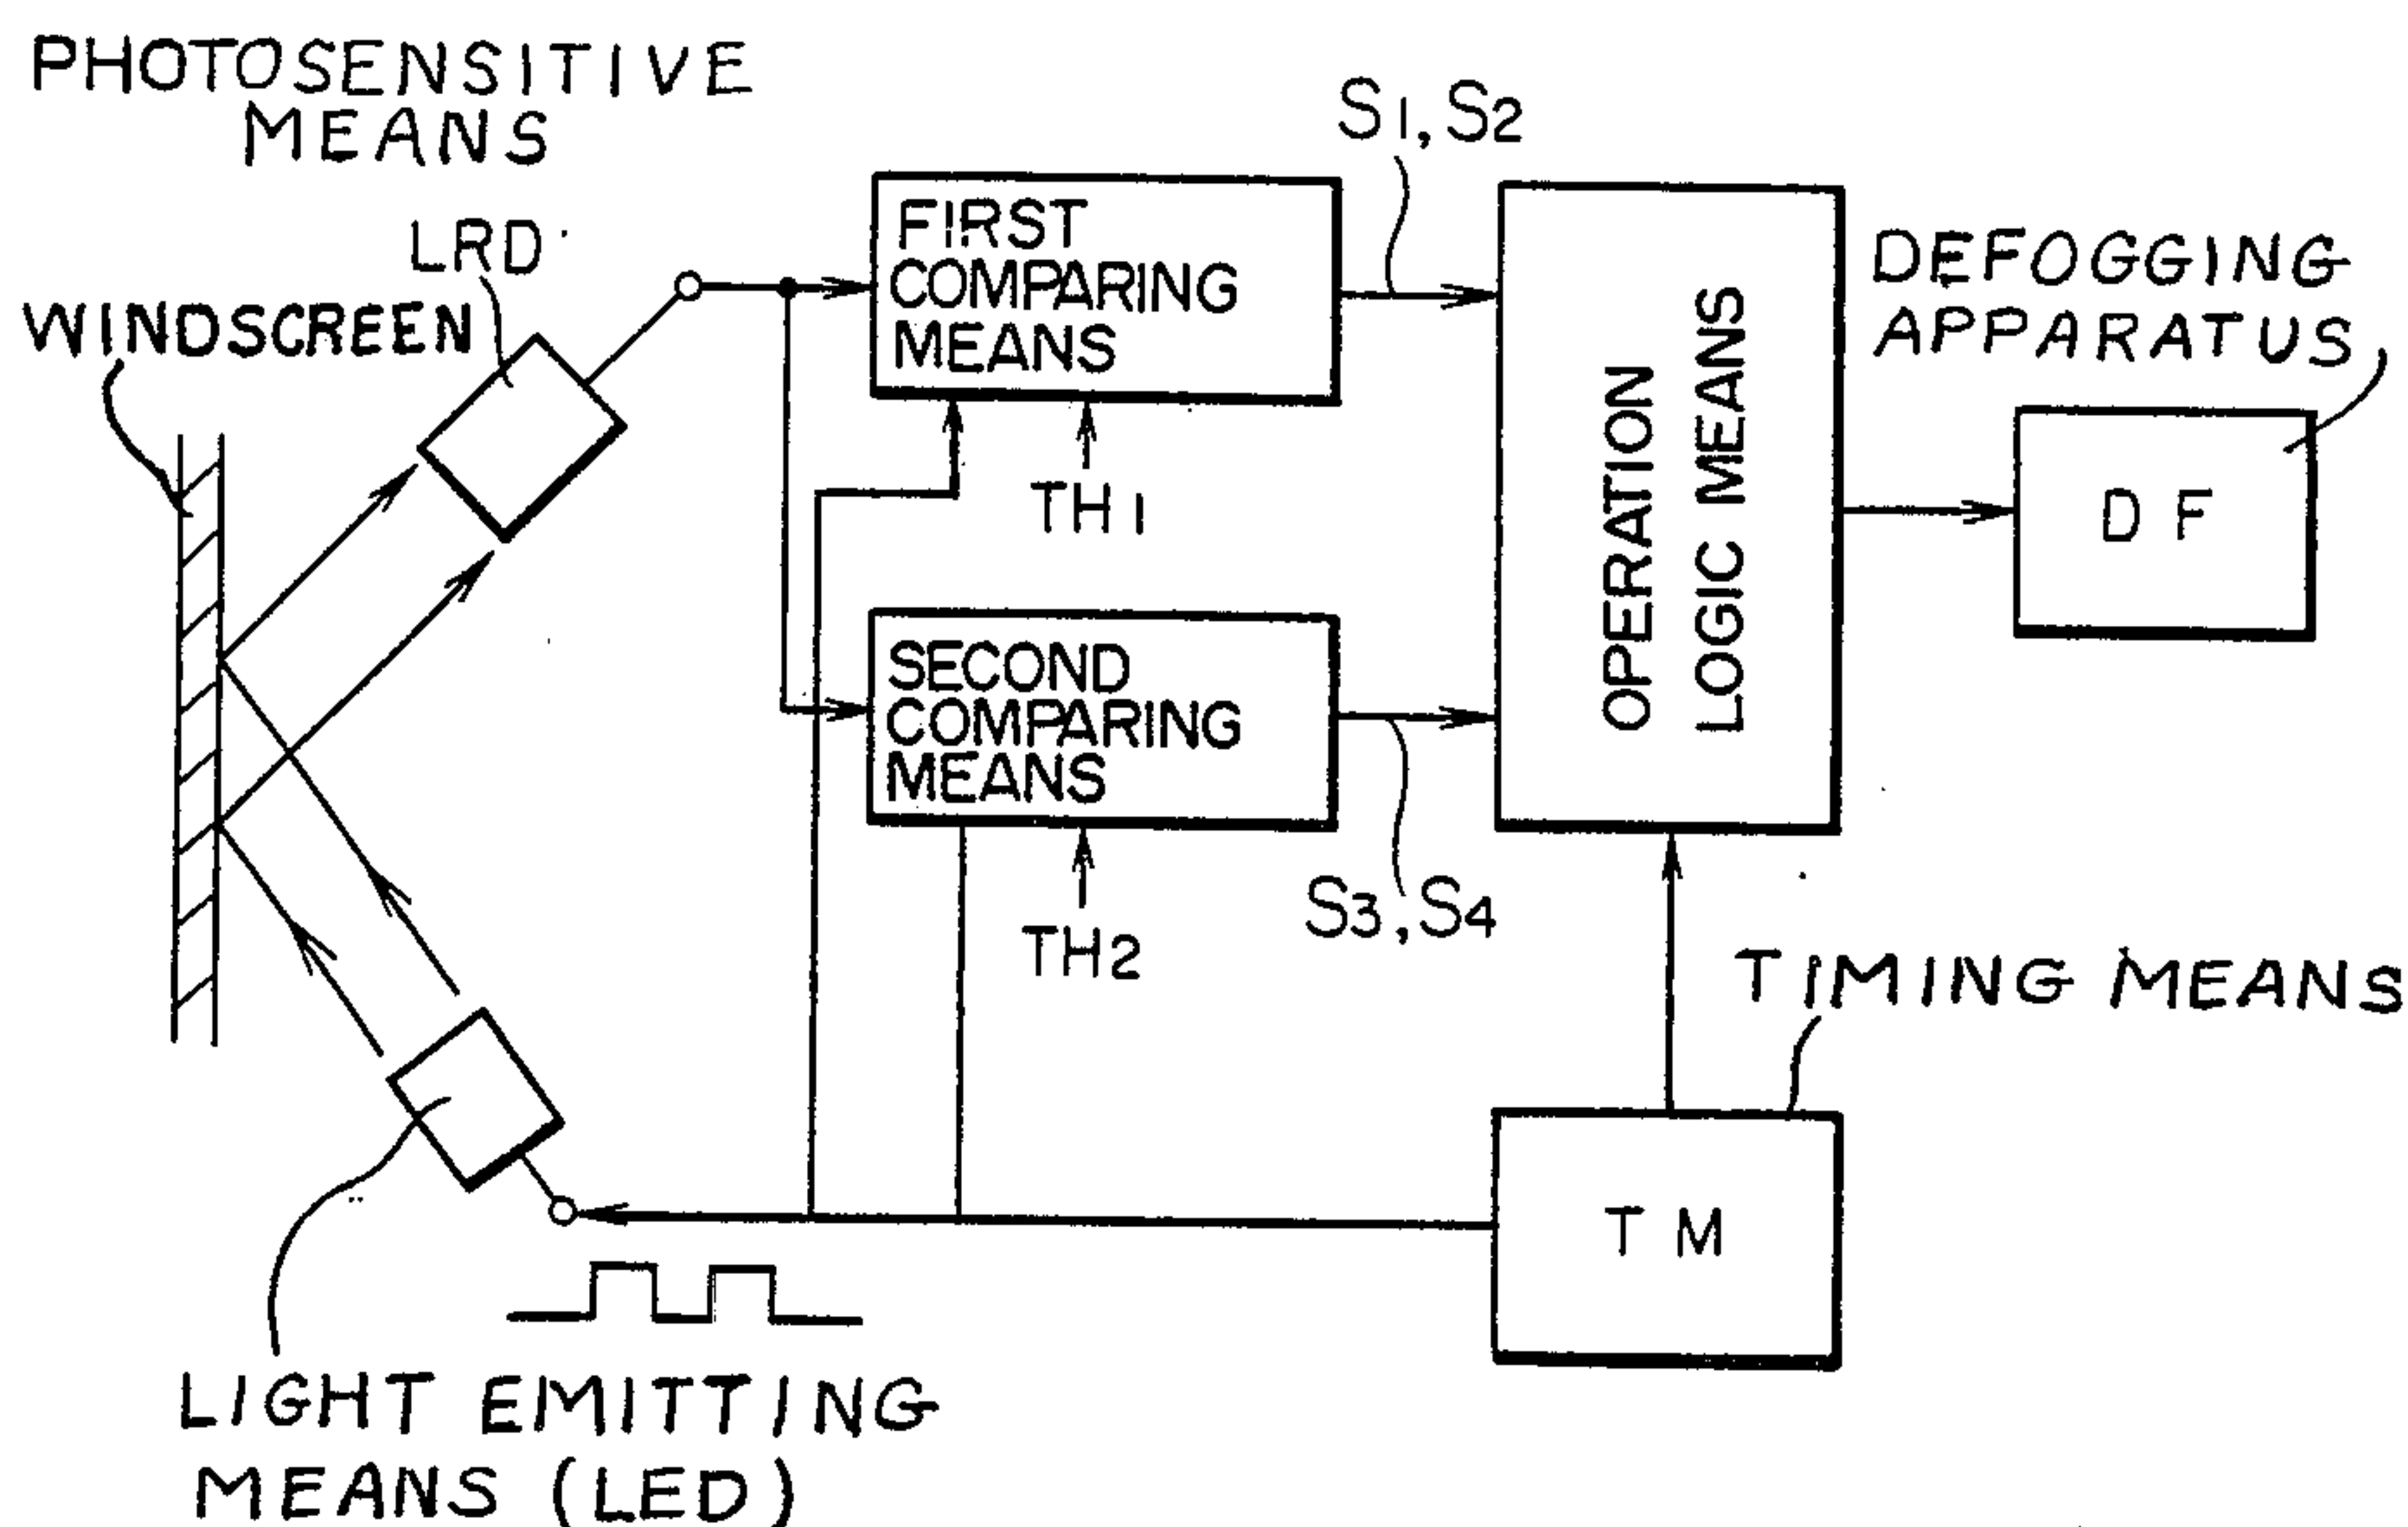 PHOTOSENSITIVE
MEANS
LRD
WINDSCREEN
FIRST
COMPARING
MEANS
TH1
S1,S2
SECOND
COMPARING
MEANS
TH2
S3,S4
OPERATION
LOGIC MEANS
DEFOGGING
APPARATUS
DF
TIMING MEANS
TM
LIGHT EMITTING
MEANS (LED)